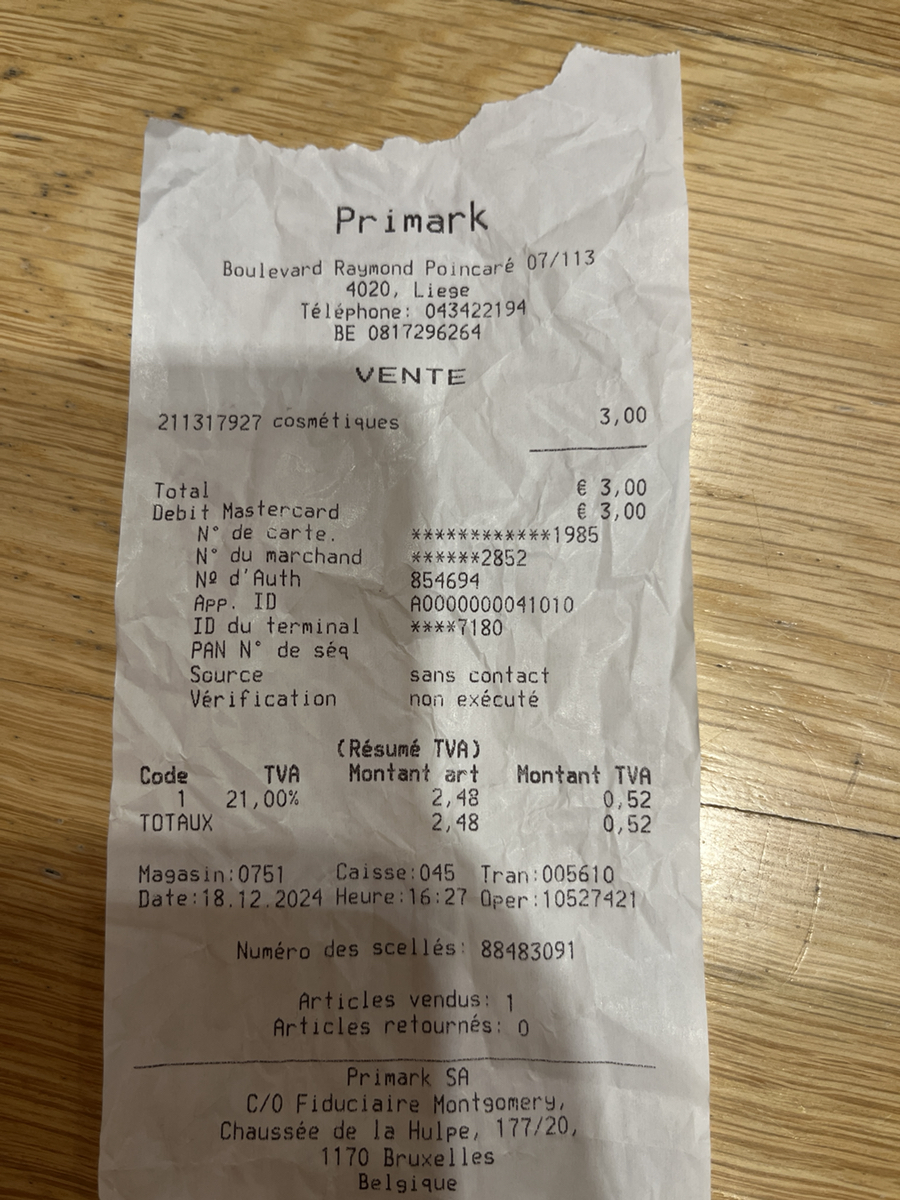 Primark
Boulevard Raymond Poincaré 07/113
4020, Liege
Téléphone: 043422194
BE 0817296264
VENTE
211317927 cosmétiques 3,00
Total € 3,00
Debit Mastercard € 3,00
N° de carte. ************1985
N° du marchand ******2852
Nº d'Auth 854694
App. ID A0000000041010
ID du terminal ****7180
PAN N° de séq
Source sans contact
Vérification non exécuté
(Résumé TVA)
Code TVA Montant art Montant TVA
1 21,00% 2,48 0,52
TOTAUX 2,48 0,52
Magasin:0751 Caisse:045 Tran:005610
Date:18.12.2024 Heure:16:27 Oper:10527421
Numéro des scellés: 88483091
Articles vendus: 1
Articles retournés: 0
Primark SA
C/O Fiduciaire Montgomery,
Chaussée de la Hulpe, 177/20,
1170 Bruxelles
Belgique